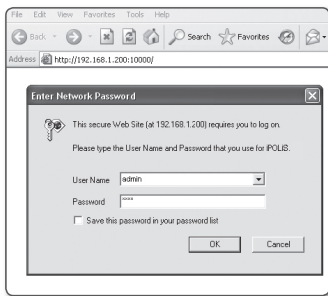 File Edit View Favorites Tools Help
Back Search Favorites
Address http://192.168.1.200:10000/
Enter Network Password
This secure Web Site (at 192.168.1.200) requires you to log on.
Please type the User Name and Password that you use for iPOLiS.
User Name admin
Password ****
Save this password in your password list
OK Cancel